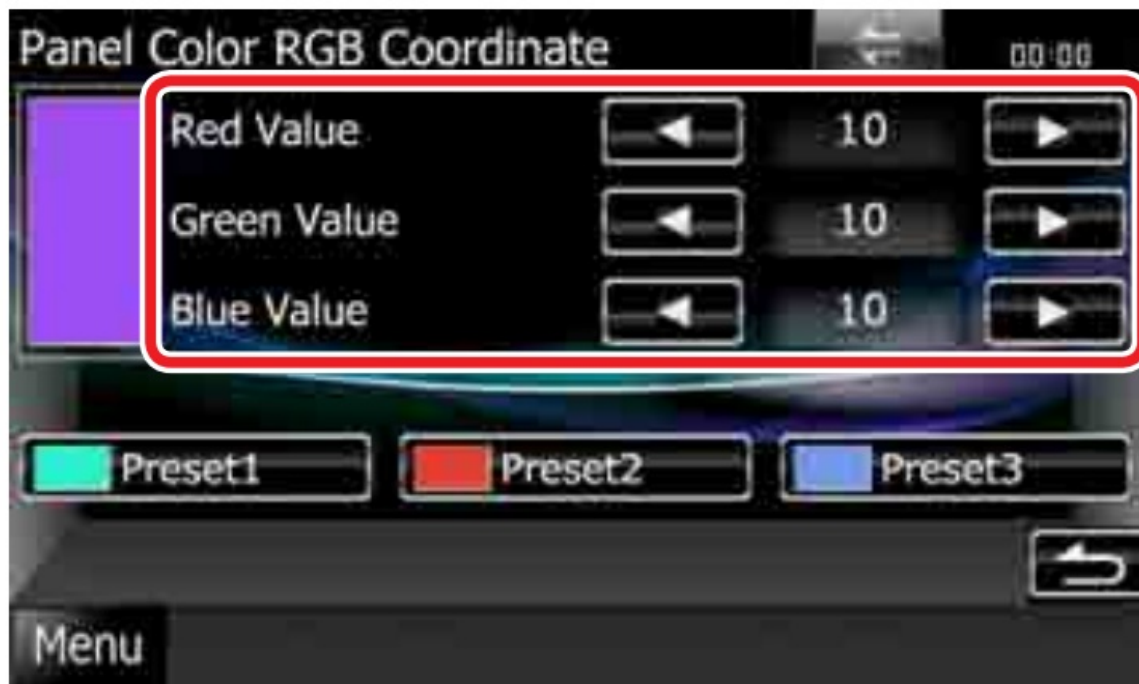 Panel Color RGB Coordinate 00:00
Red Value 10
Green Value 10
Blue Value 10
Preset1 Preset2 Preset3
Menu